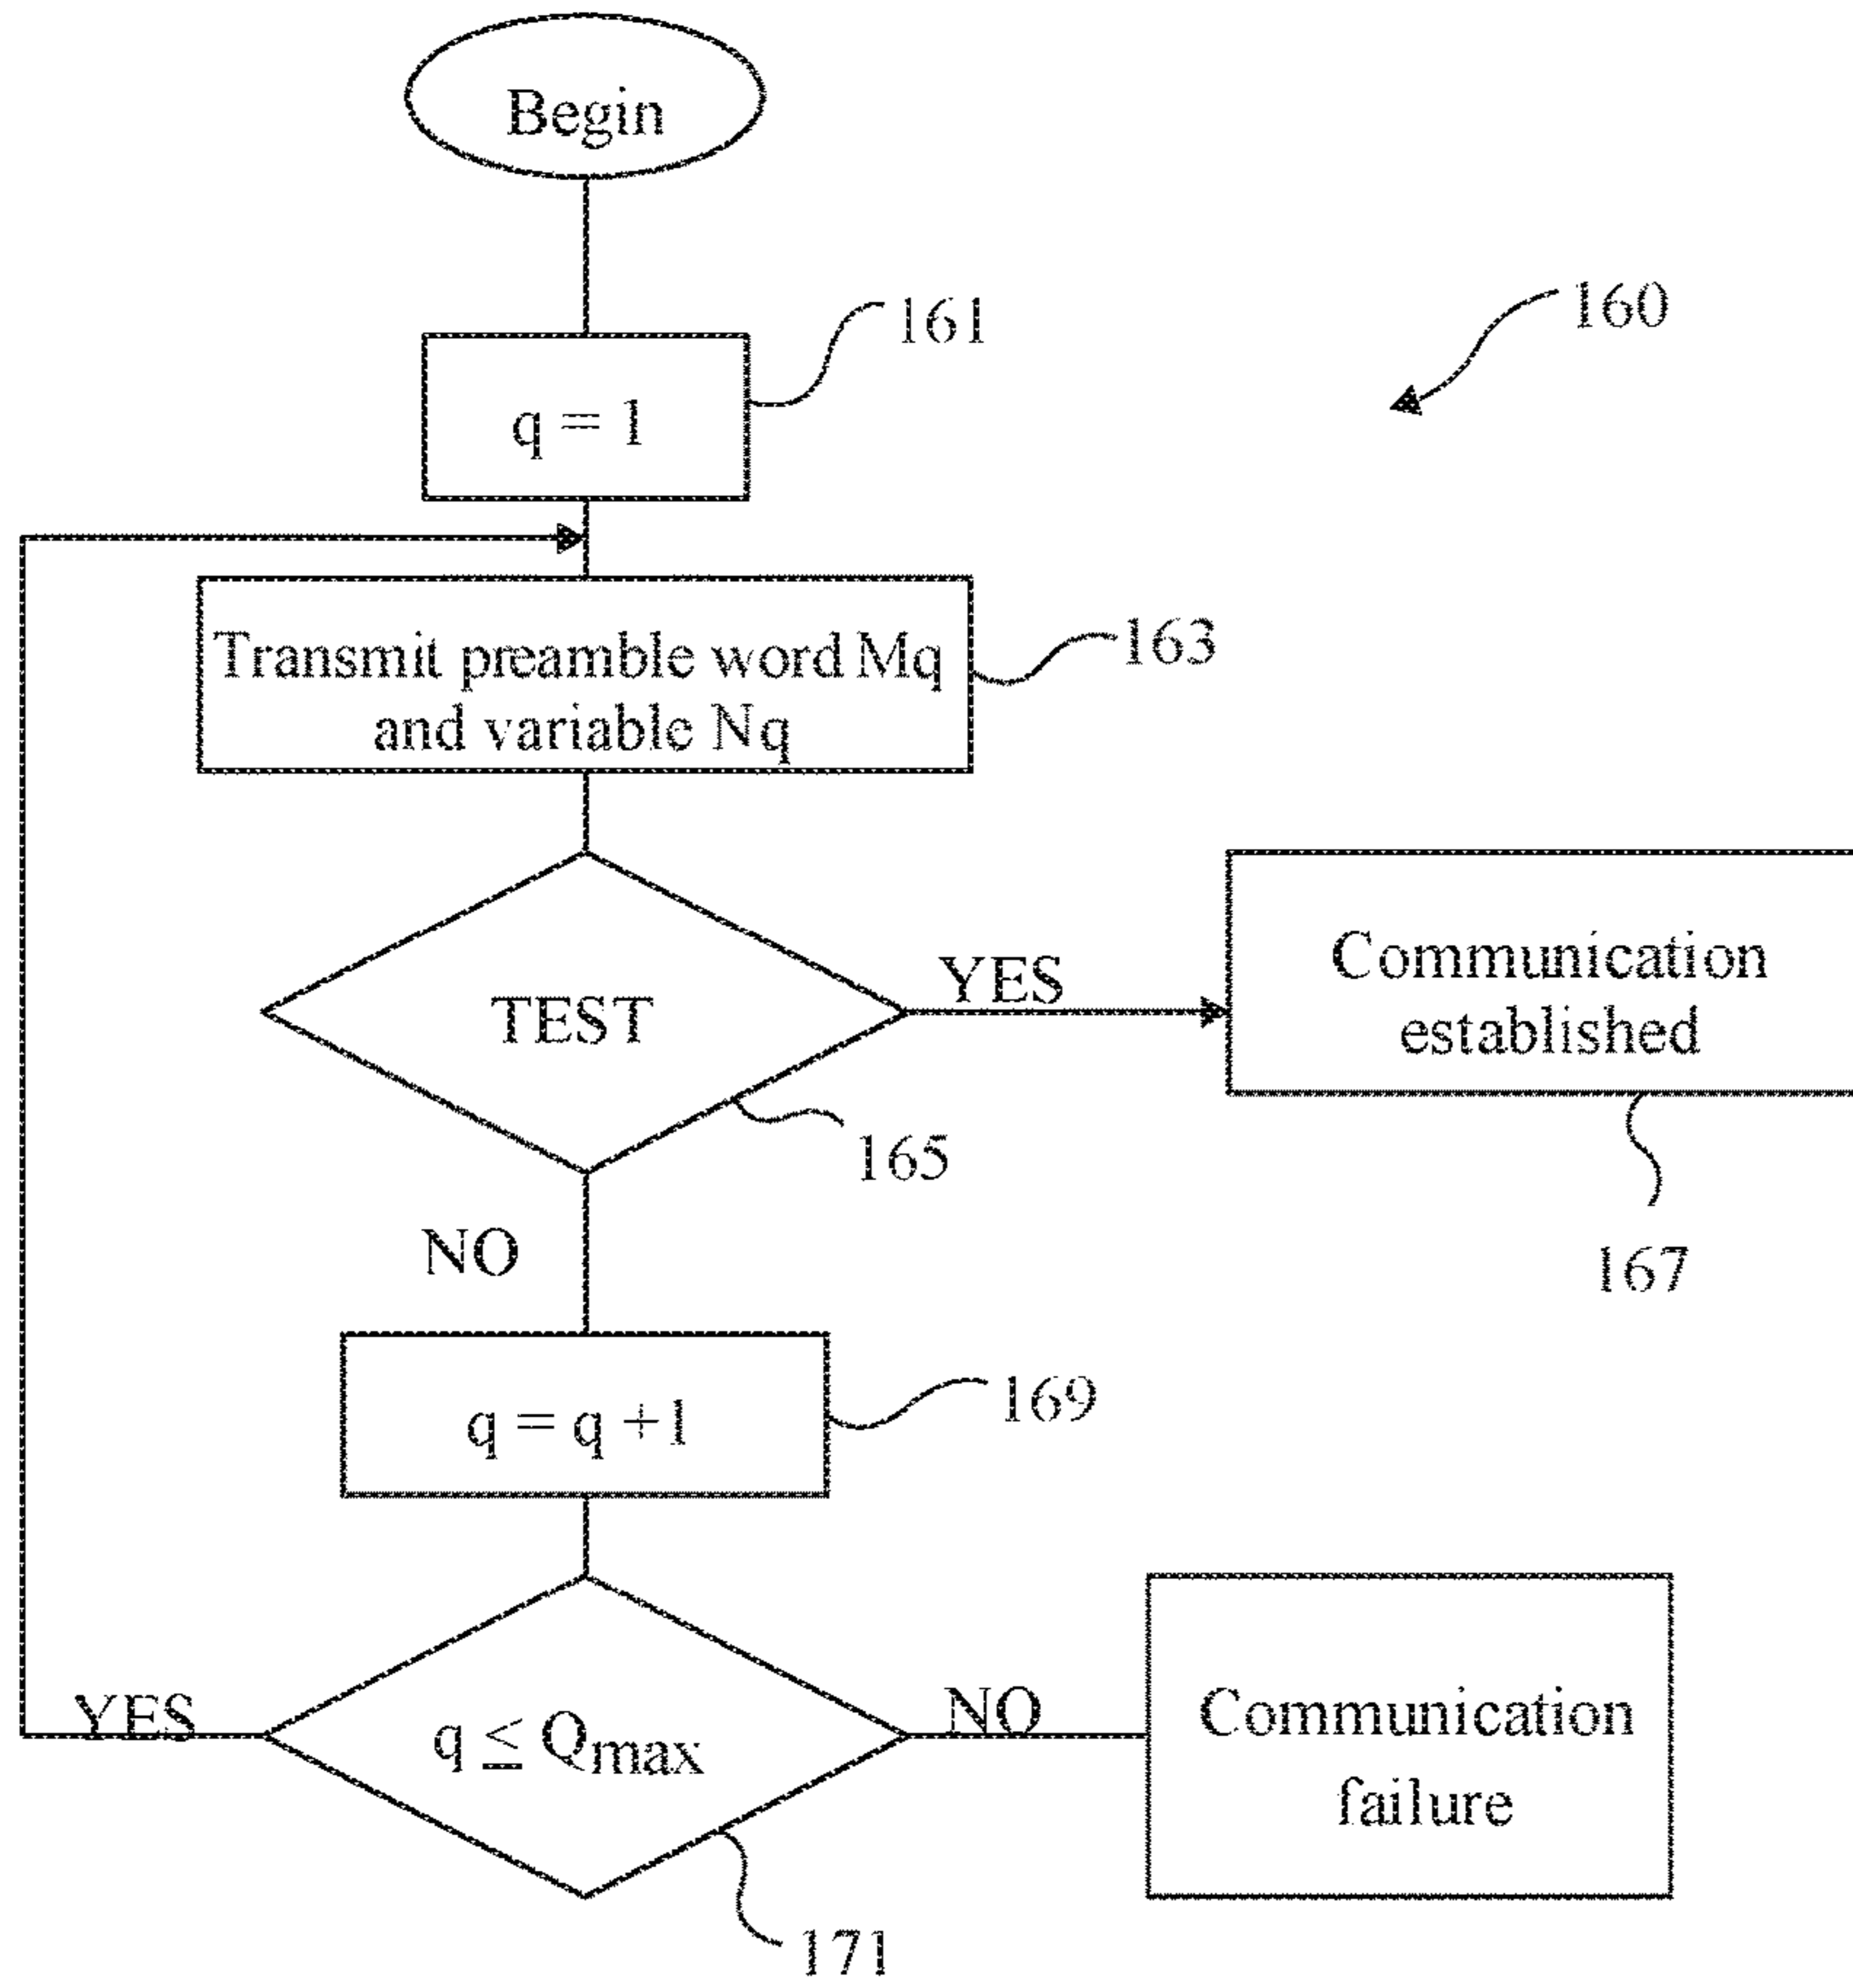 Begin
161
160
q = 1
Transmit preamble word Mq
and variable Nq
163
TEST
YES
Communication
established
165
167
NO
q = q +1
169
YES
q ≤ Qmax
NO
Communication
failure
171